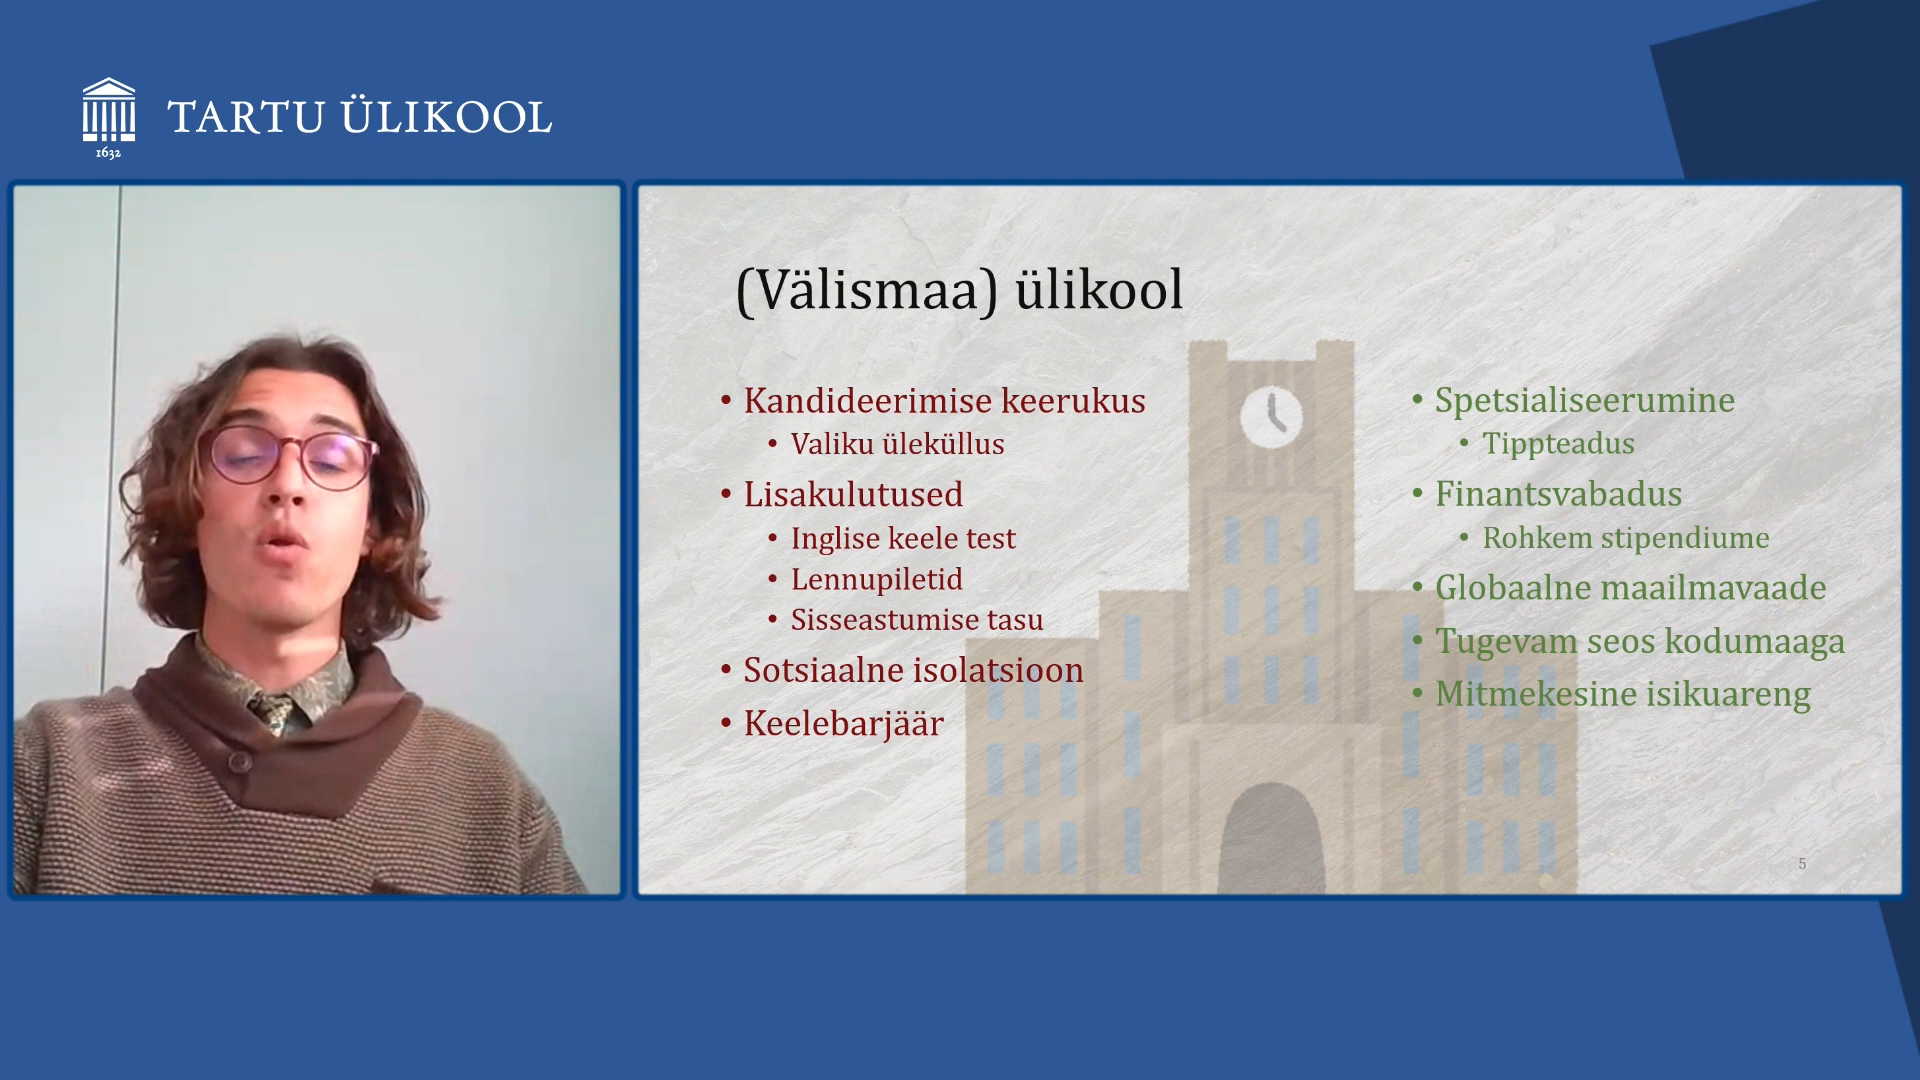 TARTU ÜLIKOOL
1632
(Välismaa) ülikool
• Kandideerimise keerukus
• Valiku üleküllus
• Lisakulutused
• Inglise keele test
• Lennupiletid
• Sisseastumise tasu
• Sotsiaalne isolatsioon
• Keelebarjäär
• Spetsialiseerumine
• Tippteadus
• Finantsvabadus
• Rohkem stipendiume
• Globaalne maailmavaade
• Tugevam seos kodumaaga
• Mitmekesine isikuareng
5